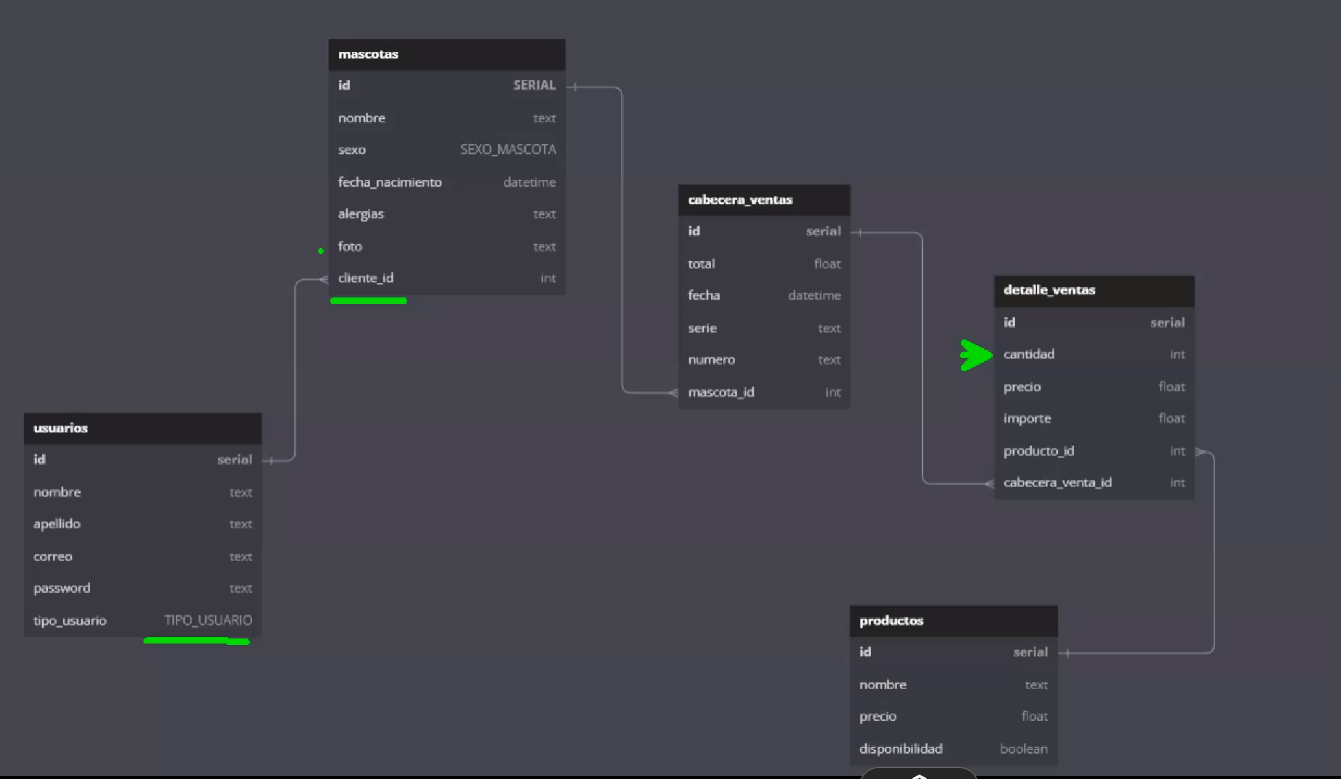 mascotas
id SERIAL
nombre text
sexo SEXO_MASCOTA
fecha_nacimiento datetime
alergias text
foto text
cliente_id int
cabecera_ventas
id serial
total float
fecha datetime
serie text
numero text
mascota_id int
detalle_ventas
id serial
cantidad int
precio float
importe float
producto_id int
cabecera_venta_id int
usuarios
id serial
nombre text
apellido text
correo text
password text
tipo_usuario TIPO_USUARIO
productos
id serial
nombre text
precio float
disponibilidad boolean